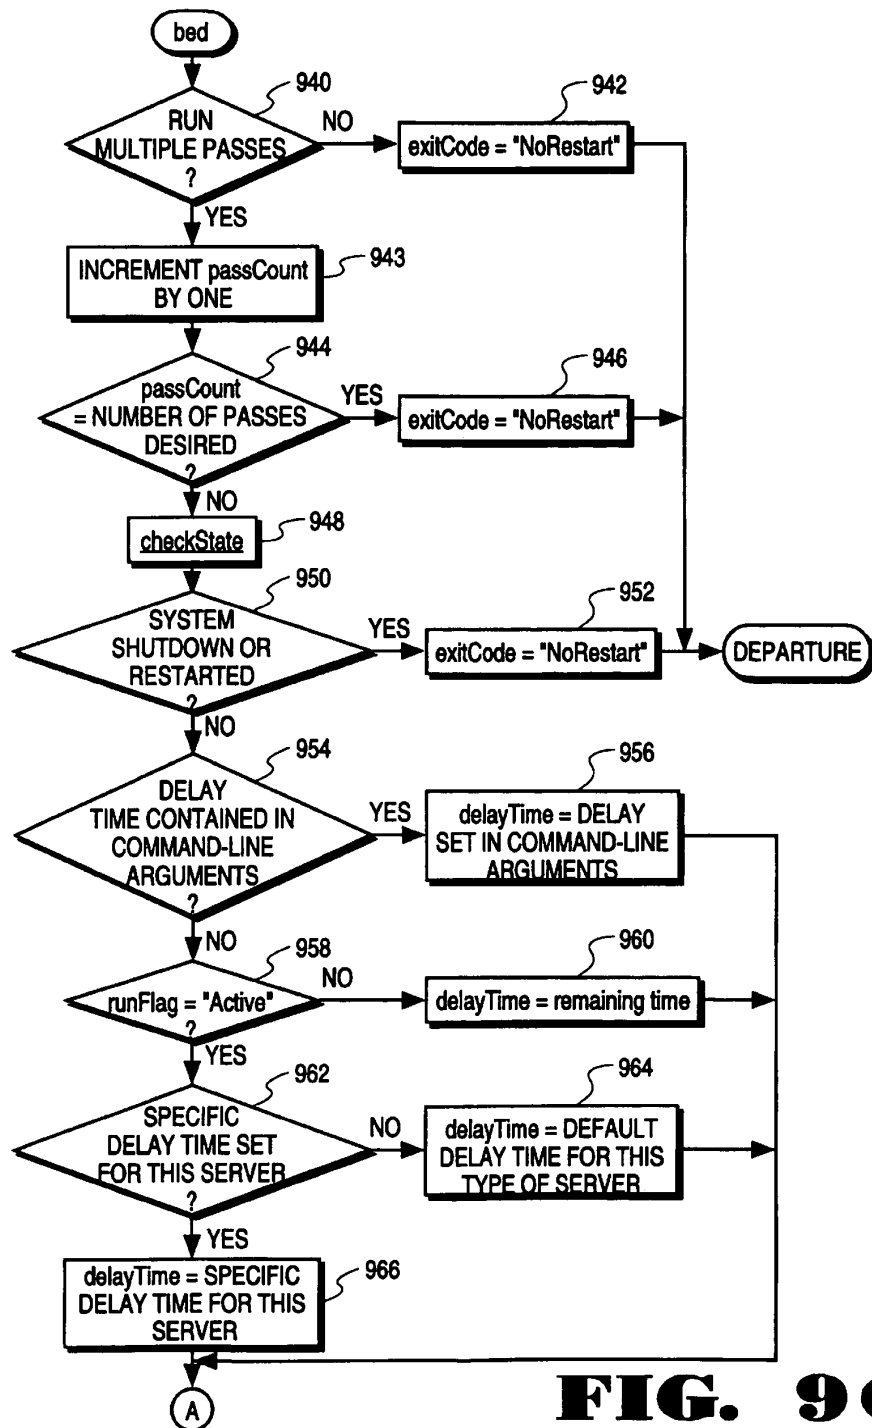 bed
940
RUN
MULTIPLE PASSES
?
NO
942
exitCode = "NoRestart"
YES
943
INCREMENT passCount
BY ONE
944
passCount
= NUMBER OF PASSES
DESIRED
?
YES
946
exitCode = "NoRestart"
NO
948
checkState
950
SYSTEM
SHUTDOWN OR
RESTARTED
?
YES
952
exitCode = "NoRestart"
DEPARTURE
NO
954
DELAY
TIME CONTAINED IN
COMMAND-LINE
ARGUMENTS
?
YES
956
delayTime = DELAY
SET IN COMMAND-LINE
ARGUMENTS
NO
958
runFlag = "Active"
?
NO
960
delayTime = remaining time
YES
962
SPECIFIC
DELAY TIME SET
FOR THIS SERVER
?
NO
964
delayTime = DEFAULT
DELAY TIME FOR THIS
TYPE OF SERVER
YES
966
delayTime = SPECIFIC
DELAY TIME FOR THIS
SERVER
A
FIG. 9